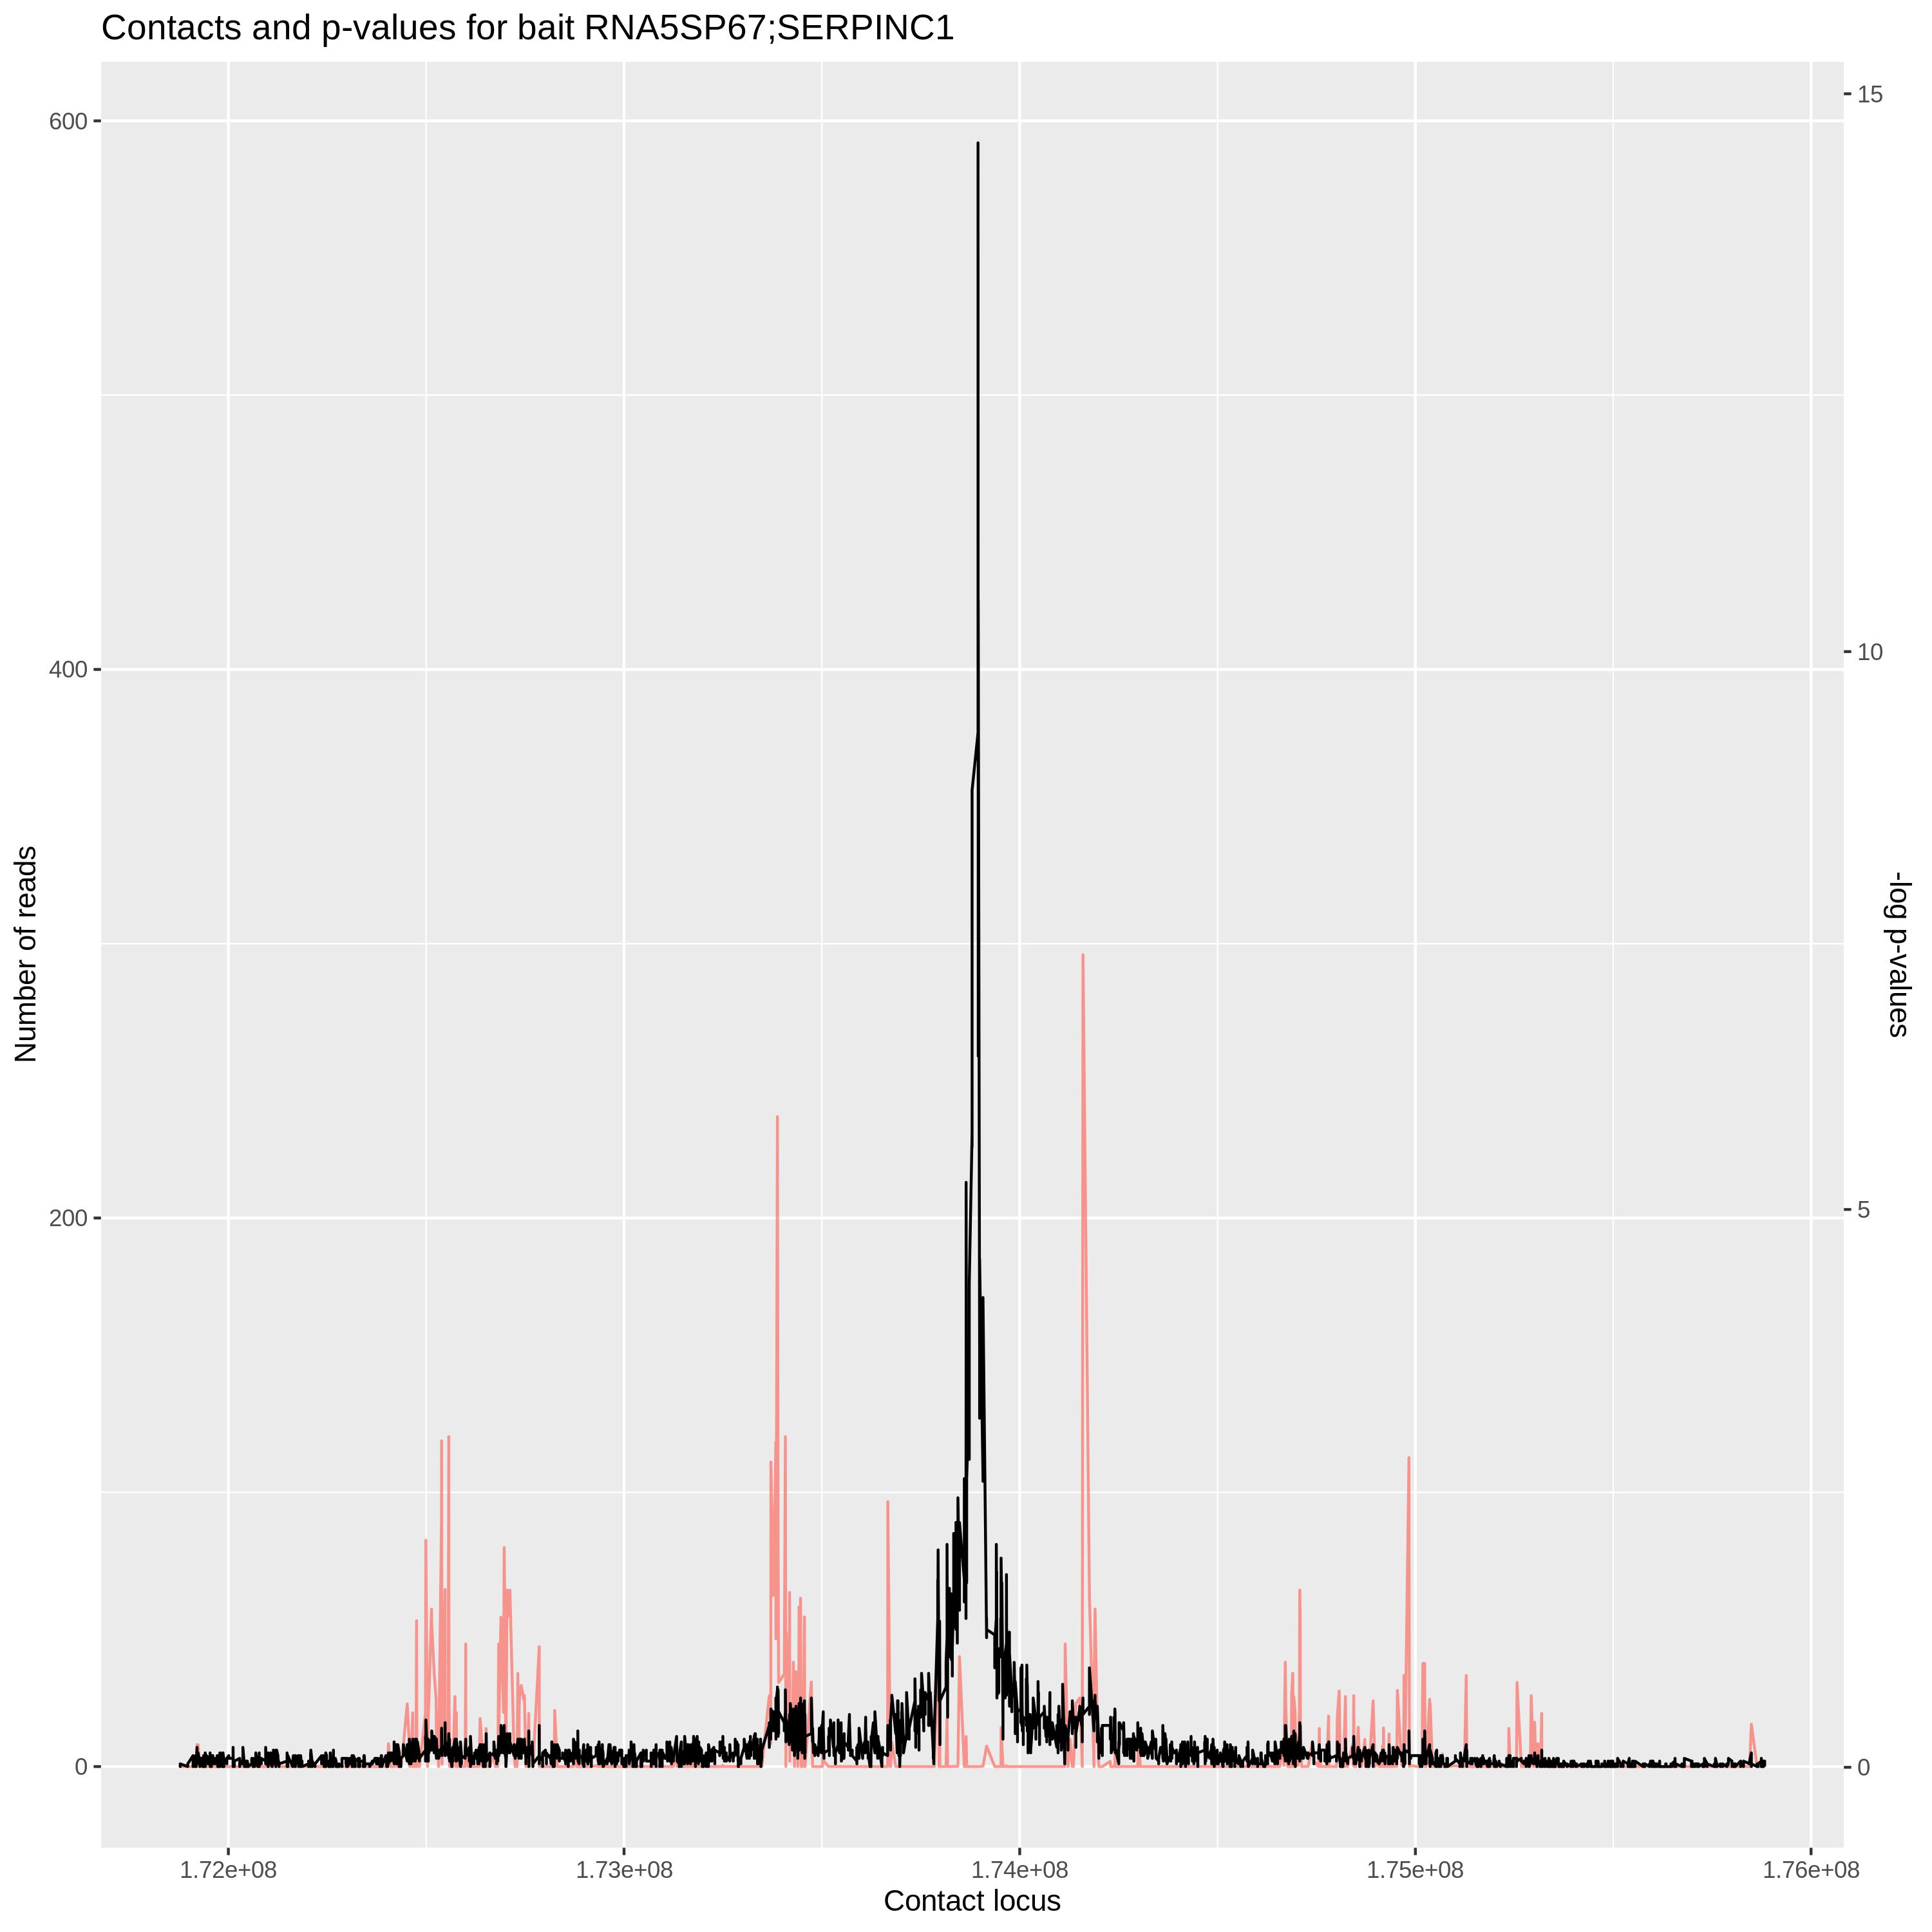 Contacts and p-values for bait RNA5SP67;SERPINC1
600
400
200
0
Number of reads
15
10
5
0
-log p-values
1.72e+08
1.73e+08
1.74e+08
1.75e+08
1.76e+08
Contact locus